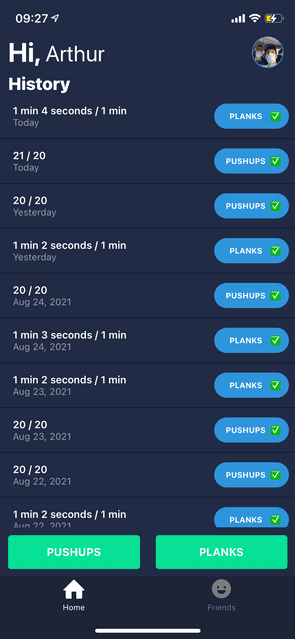 09:27
Hi, Arthur
History
1 min 4 seconds / 1 min
Today
PLANKS ✅
21 / 20
Today
PUSHUPS ✅
20 / 20
Yesterday
PUSHUPS ✅
1 min 2 seconds / 1 min
Yesterday
PLANKS ✅
20 / 20
Aug 24, 2021
PUSHUPS ✅
1 min 3 seconds / 1 min
Aug 24, 2021
PLANKS ✅
1 min 2 seconds / 1 min
Aug 23, 2021
PLANKS ✅
20 / 20
Aug 23, 2021
PUSHUPS ✅
20 / 20
Aug 22, 2021
PUSHUPS ✅
1 min 2 seconds / 1 min
Aug 22, 2021
PLANKS ✅
PUSHUPS
PLANKS
Home
Friends